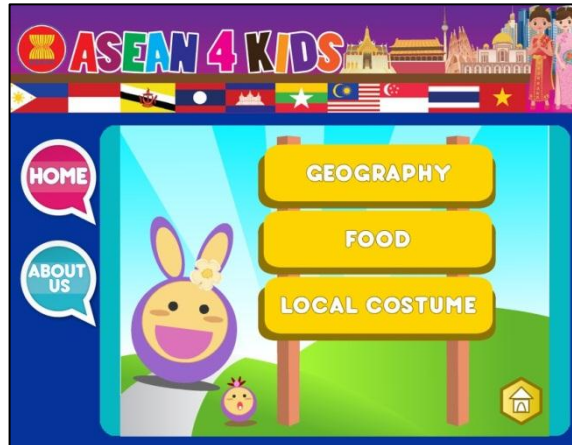 ASEAN 4 KIDS
HOME
ABOUT
US
GEOGRAPHY
FOOD
LOCAL COSTUME